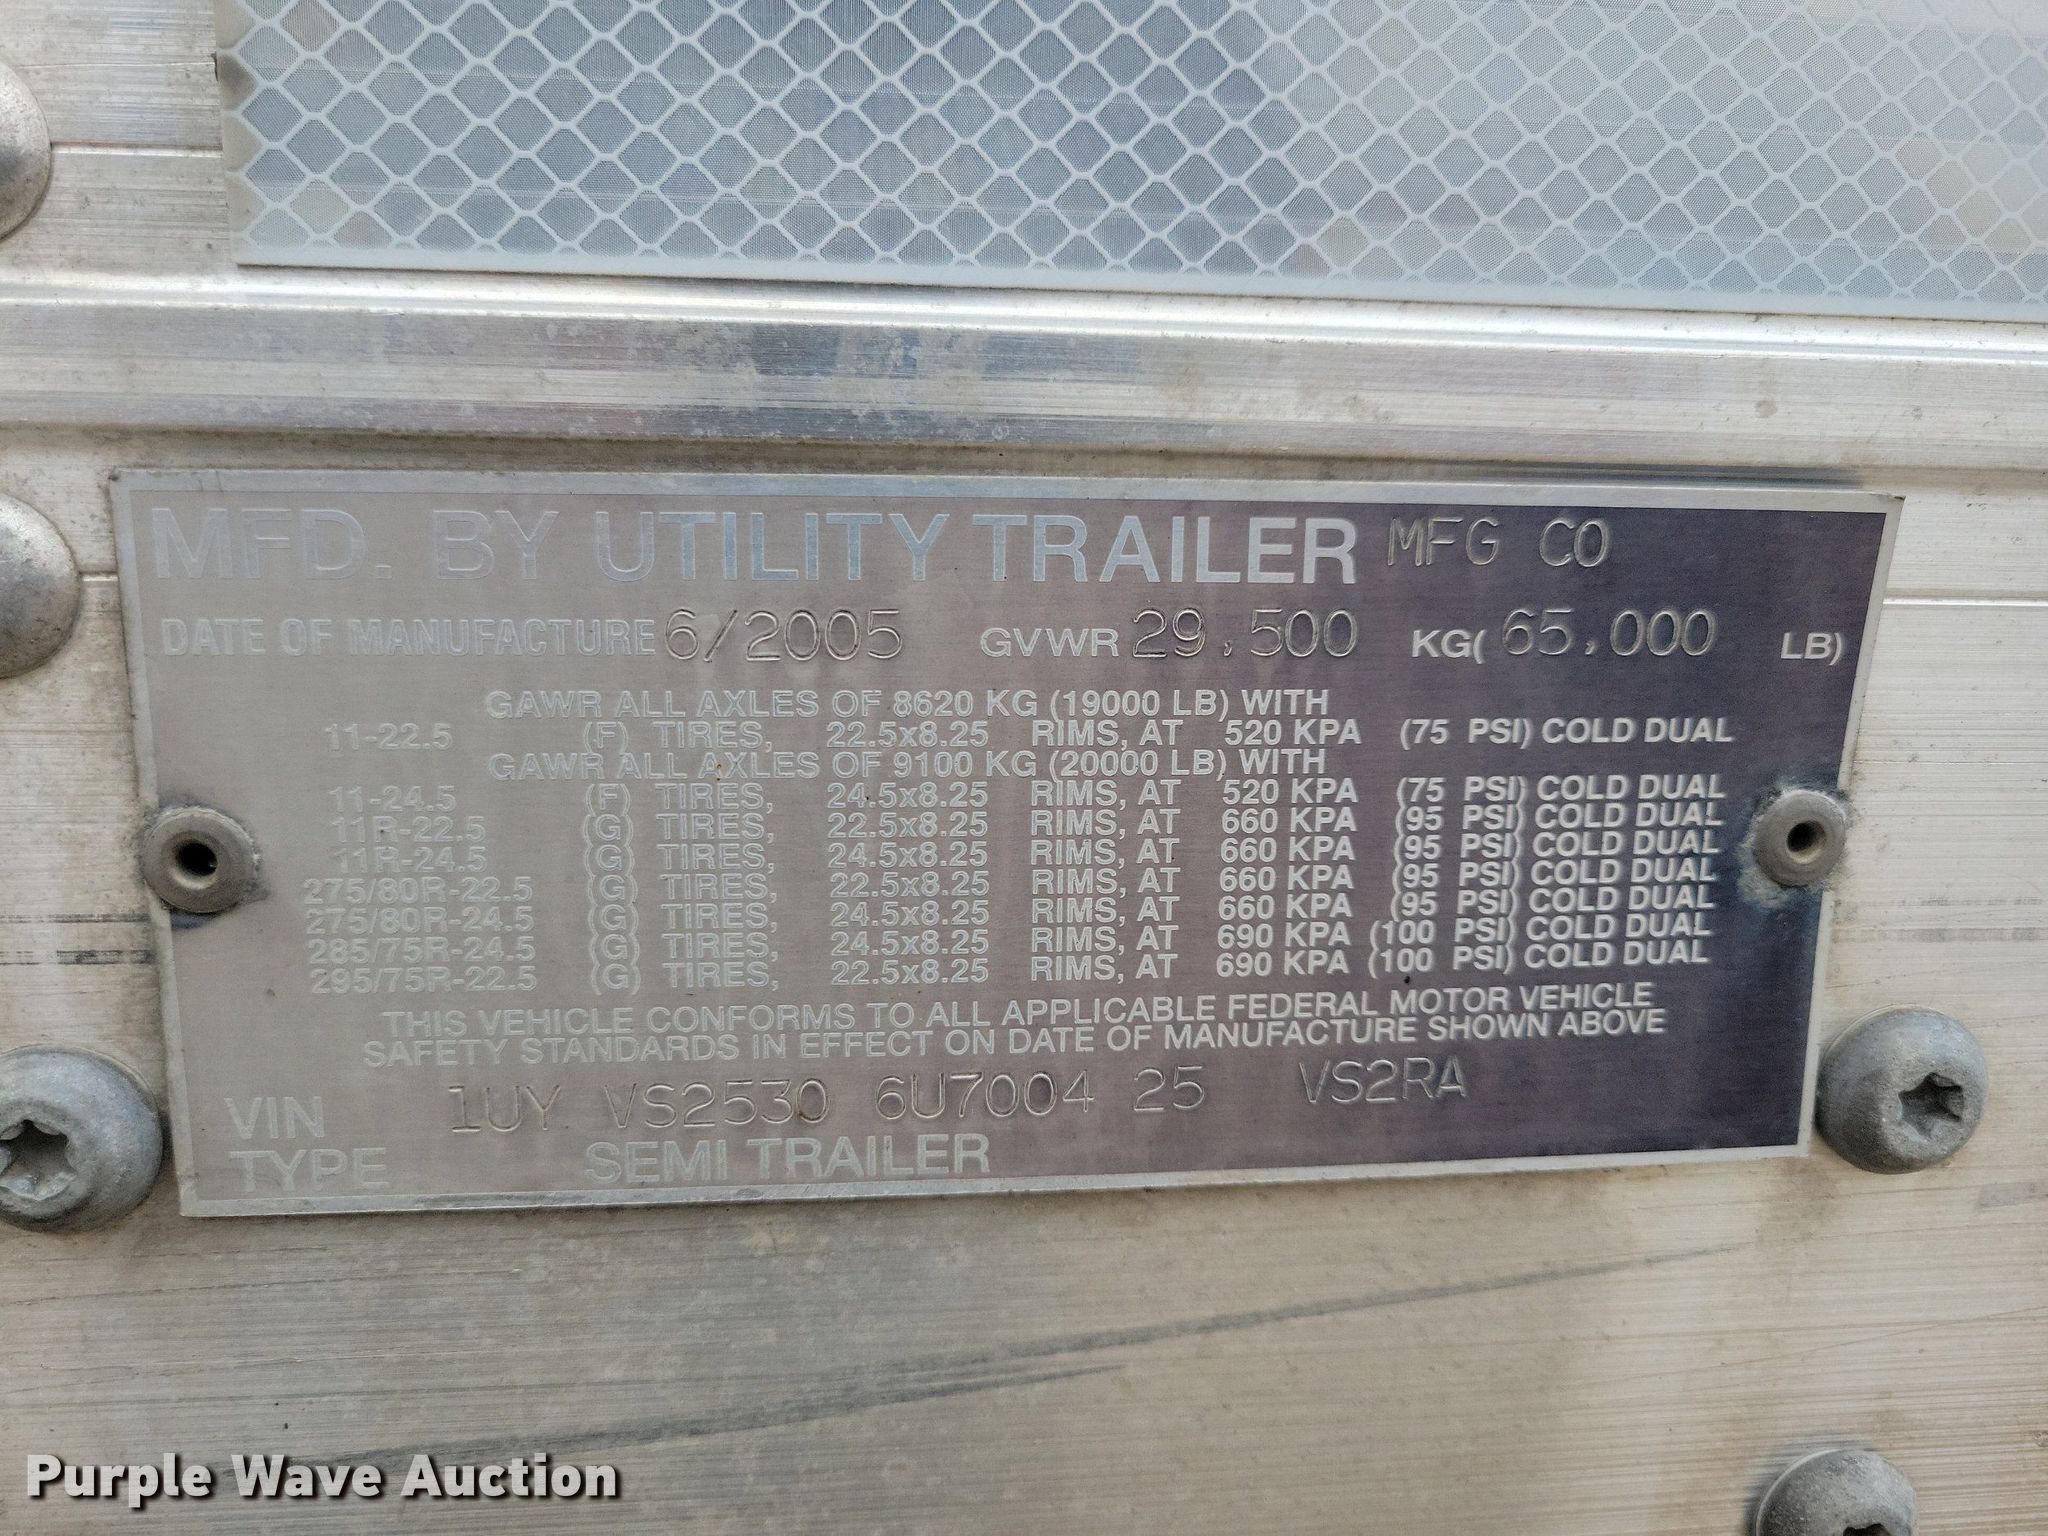 MFD. BY UTILITY TRAILER MFG CO
DATE OF MANUFACTURE 6/2005 GVWR 29,500 KG( 65,000 LB)
GAWR ALL AXLES OF 8620 KG (19000 LB) WITH
11-22.5 (F) TIRES, 22.5x8.25 RIMS, AT 520 KPA (75 PSI) COLD DUAL
GAWR ALL AXLES OF 9100 KG (20000 LB) WITH
11-24.5 (F) TIRES, 24.5x8.25 RIMS, AT 520 KPA (75 PSI) COLD DUAL
11R-22.5 (G) TIRES, 22.5x8.25 RIMS, AT 660 KPA (95 PSI) COLD DUAL
11R-24.5 (G) TIRES, 24.5x8.25 RIMS, AT 660 KPA (95 PSI) COLD DUAL
275/80R-22.5 (G) TIRES, 22.5x8.25 RIMS, AT 660 KPA (95 PSI) COLD DUAL
275/80R-24.5 (G) TIRES, 24.5x8.25 RIMS, AT 660 KPA (95 PSI) COLD DUAL
285/75R-24.5 (G) TIRES, 24.5x8.25 RIMS, AT 690 KPA (100 PSI) COLD DUAL
295/75R-22.5 (G) TIRES, 22.5x8.25 RIMS, AT 690 KPA (100 PSI) COLD DUAL
THIS VEHICLE CONFORMS TO ALL APPLICABLE FEDERAL MOTOR VEHICLE
SAFETY STANDARDS IN EFFECT ON DATE OF MANUFACTURE SHOWN ABOVE
VIN 1UY VS2530 6U7004 25 VS2RA
TYPE SEMI TRAILER
Purple Wave Auction